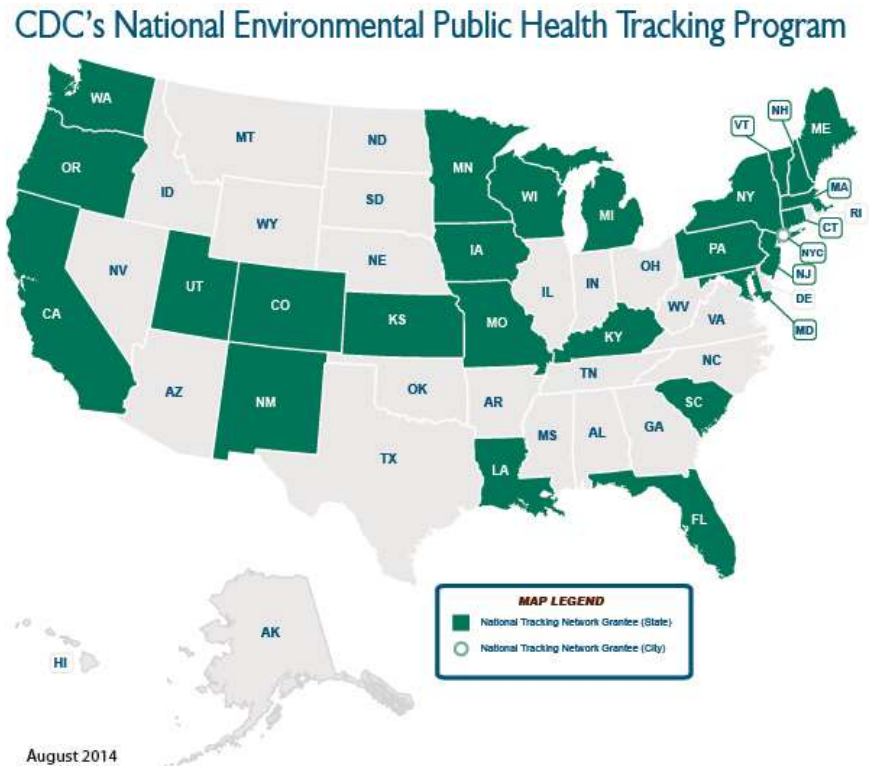 CDC's National Environmental Public Health Tracking Program
WA
MT
ND
MN
VT
NH
ME
OR
ID
SD
WI
MI
NY
MA
RI
WY
CT
NYC
NV
NE
IA
PA
NJ
OH
UT
CO
IL
IN
DE
CA
KS
MO
WV
VA
MD
KY
NC
AZ
NM
OK
AR
TN
SC
TX
MS
AL
GA
LA
FL
AK
HI
MAP LEGEND
National Tracking Network Grantee (State)
National Tracking Network Grantee (City)
August 2014